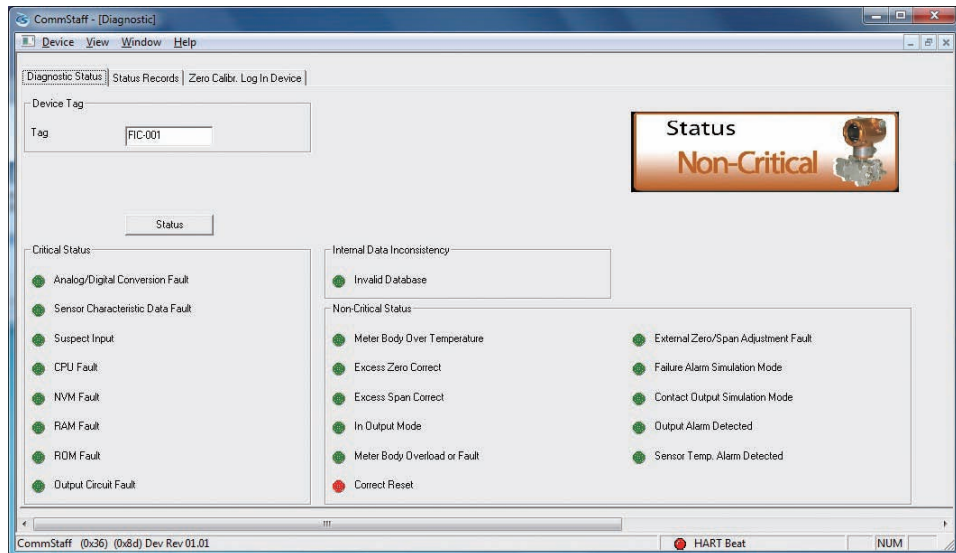 CommStaff - [Diagnostic]
Device View Window Help
Diagnostic Status Status Records Zero Calibr. Log In Device
Device Tag
Tag FIC-001
Status
Non-Critical
Status
Critical Status
Analog/Digital Conversion Fault
Sensor Characteristic Data Fault
Suspect Input
CPU Fault
NVM Fault
RAM Fault
ROM Fault
Output Circuit Fault
Internal Data Inconsistency
Invalid Database
Non-Critical Status
Meter Body Over Temperature
Excess Zero Correct
Excess Span Correct
In Output Mode
Meter Body Overload or Fault
Correct Reset
External Zero/Span Adjustment Fault
Failure Alarm Simulation Mode
Contact Output Simulation Mode
Output Alarm Detected
Sensor Temp. Alarm Detected
CommStaff (0x36) (0x8d) Dev Rev 01.01 HART Beat NUM